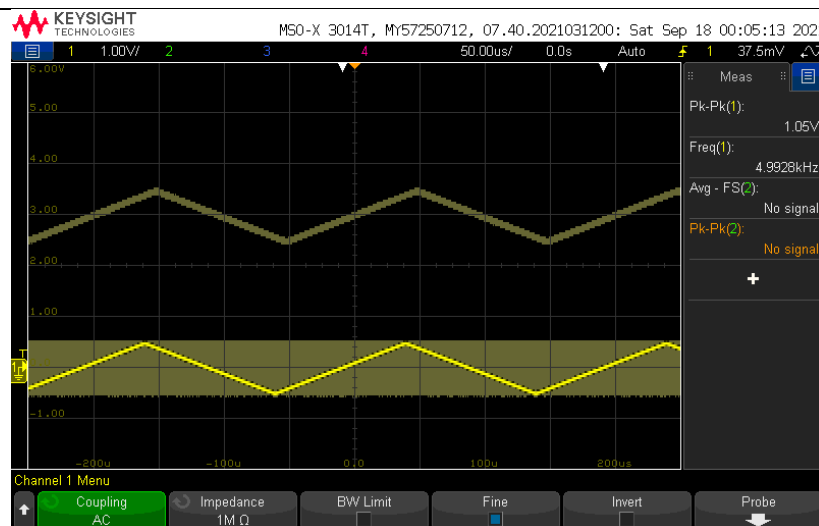 KEYSIGHT
TECHNOLOGIES
MSO-X 3014T, MY57250712, 07.40.2021031200: Sat Sep 18 00:05:13 202
1 1.00V/ 2 3 4 50.00us/ 0.0s Auto 1 37.5mV
6.00V
5.00
4.00
3.00
2.00
1.00
-1.00
-200u -100u 0.0 100u 200us
T
1
Meas
Pk-Pk(1):
1.05V
Freq(1):
4.9928kHz
Avg - FS(2):
No signal
Pk-Pk(2):
No signal
+
Channel 1 Menu
Coupling
AC
Impedance
1M Ω
BW Limit
Fine
Invert
Probe